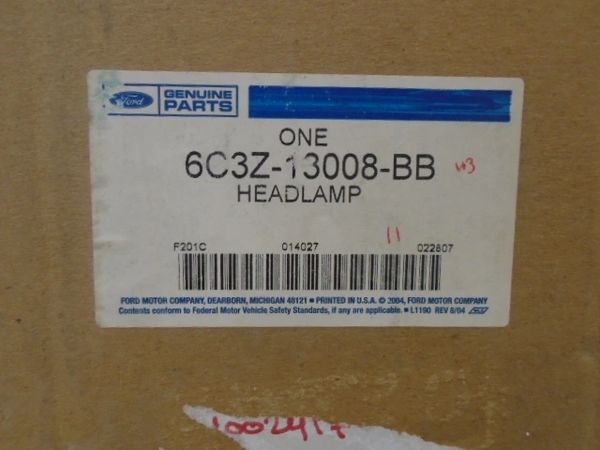 Ford GENUINE PARTS
ONE
6C3Z-13008-BB
HEADLAMP
11
F201C 014027 022807
FORD MOTOR COMPANY, DEARBORN, MICHIGAN 48121 ■ PRINTED IN U.S.A. © 2004, FORD MOTOR COMPANY
Contents conform to Federal Motor Vehicle Safety Standards, if any are applicable. ■ L1190 REV 8/04